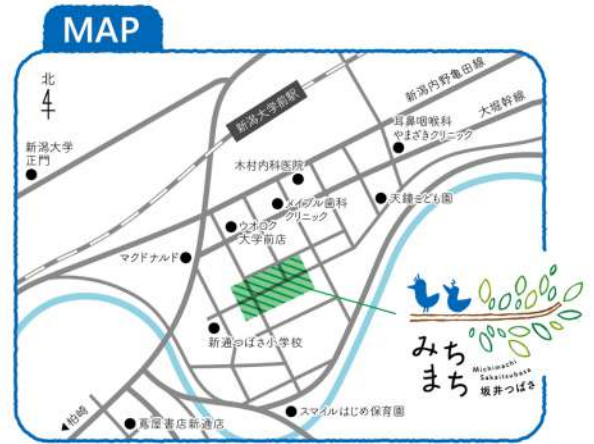 MAP
北
新潟大学前駅
新潟内野亀田線
大堀幹線
新潟大学
正門
耳鼻咽喉科
やまざきクリニック
木村内科医院
メイプル歯科
クリニック
天鐘こども園
ウオロク
大学前店
マクドナルド
新通つばさ小学校
みち
まち
Michimachi
Sakaitsubasa
坂井つばさ
スマイルはじめ保育園
蔦屋書店新通店
◀柏崎